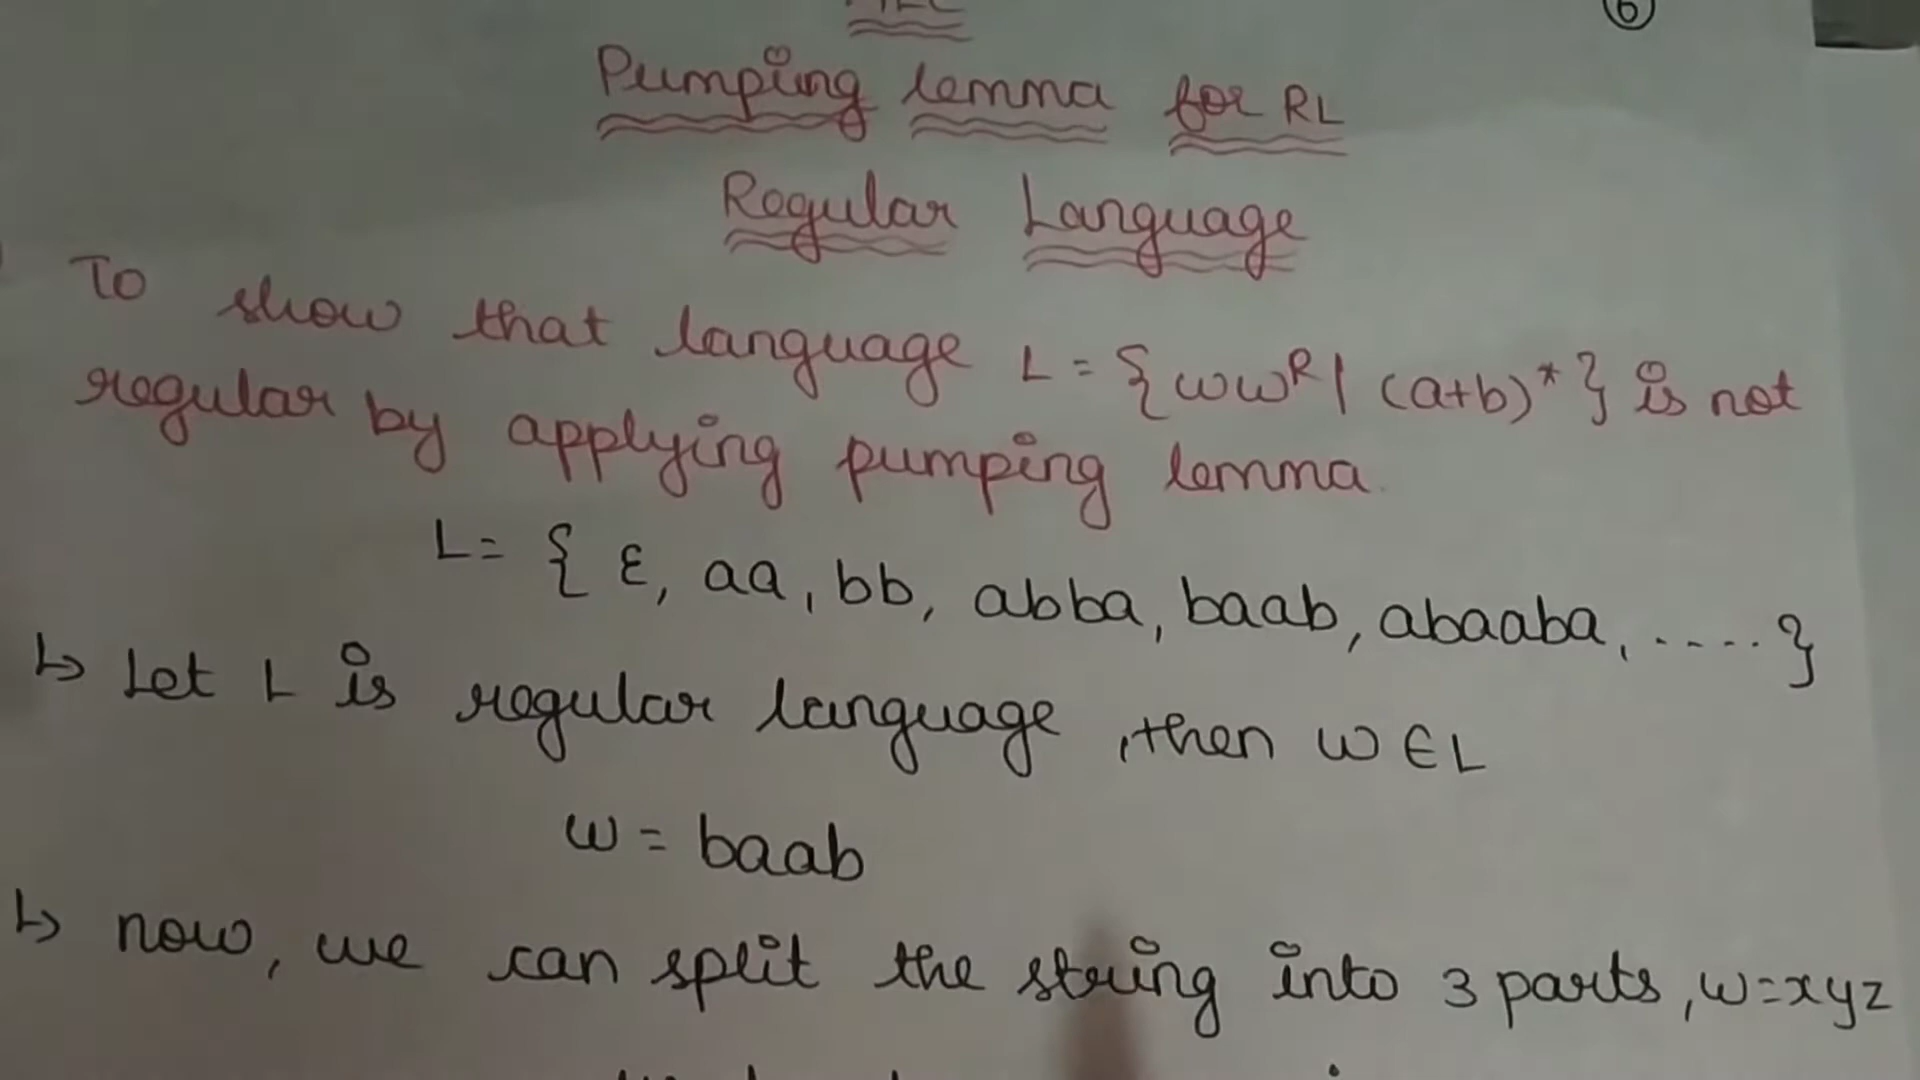 6
Pumping lemma for RL
Regular Language
To show that language L = {ww^R | (a+b)*} is not
regular by applying pumping lemma.
L = { ε, aa, bb, abba, baab, abaaba, ..... }
↳ Let L is regular language, then w ∈ L
w = baab
↳ now, we can split the string into 3 parts, w=xyz